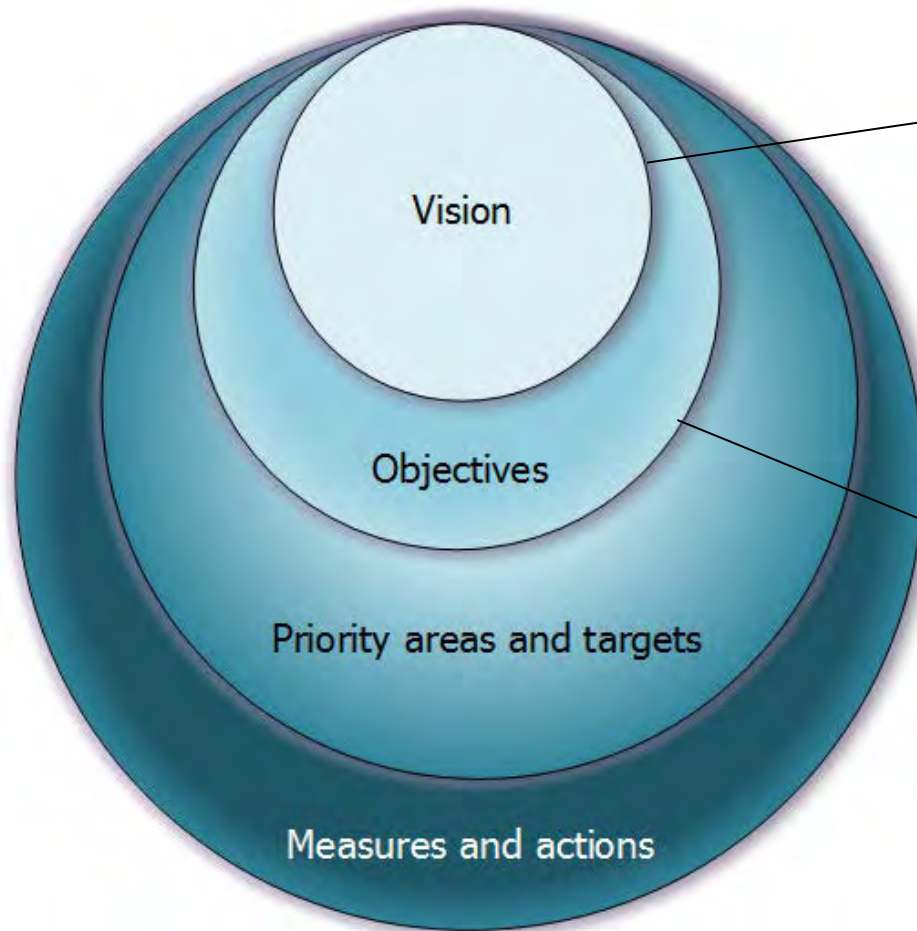 Vision
Objectives
Priority areas and targets
Measures and actions